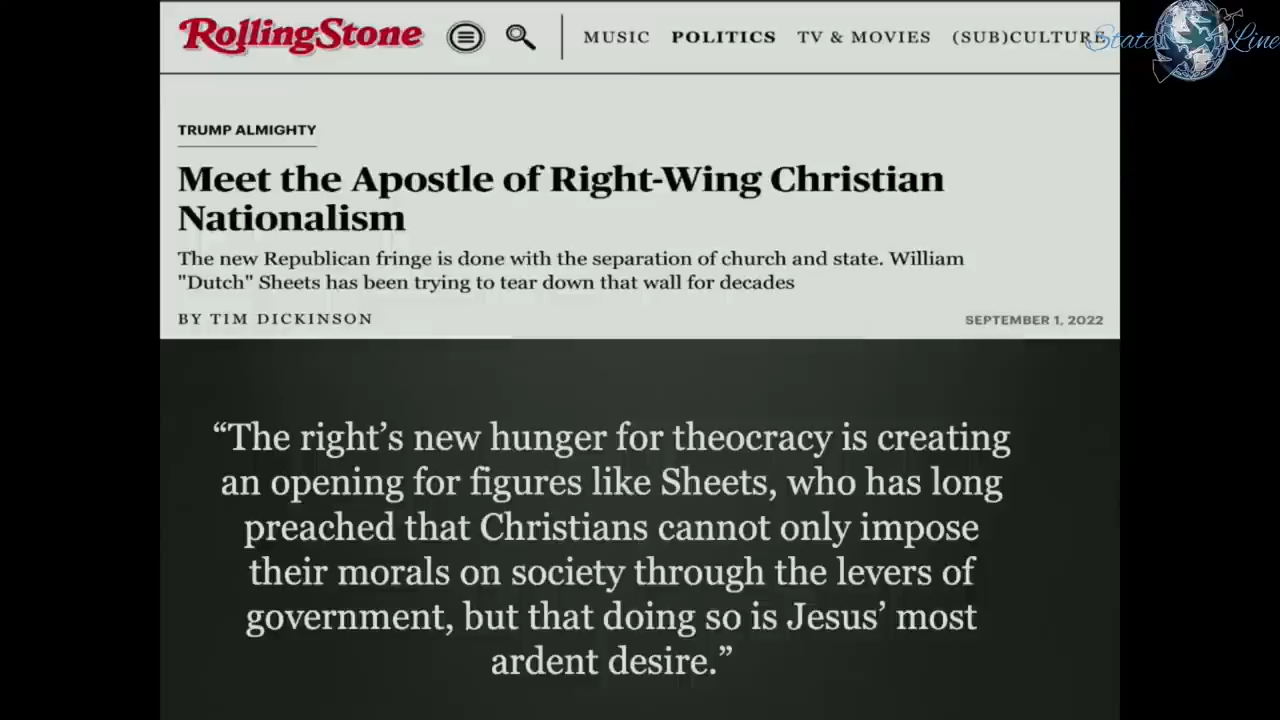 RollingStone
MUSIC POLITICS TV & MOVIES (SUB)CULTURE
State Line
TRUMP ALMIGHTY
Meet the Apostle of Right-Wing Christian
Nationalism
The new Republican fringe is done with the separation of church and state. William
"Dutch" Sheets has been trying to tear down that wall for decades
BY TIM DICKINSON
SEPTEMBER 1, 2022
“The right’s new hunger for theocracy is creating
an opening for figures like Sheets, who has long
preached that Christians cannot only impose
their morals on society through the levers of
government, but that doing so is Jesus’ most
ardent desire.”